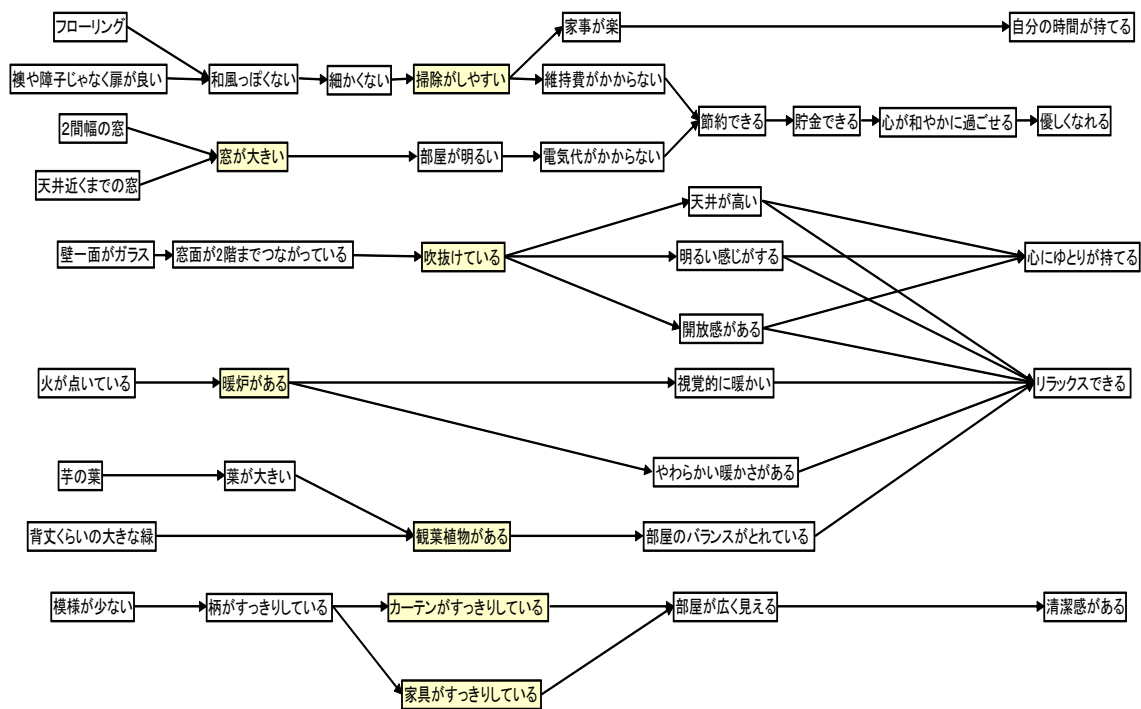 フローリング
家事が楽
自分の時間が持てる
襖や障子じゃなく扉が良い
和風っぽくない
細かくない
掃除がしやすい
維持費がかからない
2間幅の窓
節約できる
貯金できる
心が和やかに過ごせる
優しくなれる
窓が大きい
部屋が明るい
電気代がかからない
天井近くまでの窓
天井が高い
壁一面がガラス
窓面が2階までつながっている
吹抜けている
明るい感じがする
心にゆとりが持てる
開放感がある
火が点いている
暖炉がある
視覚的に暖かい
リラックスできる
芋の葉
葉が大きい
やわらかい暖かさがある
背丈くらいの大きな緑
観葉植物がある
部屋のバランスがとれている
模様が少ない
柄がすっきりしている
カーテンがすっきりしている
部屋が広く見える
清潔感がある
家具がすっきりしている